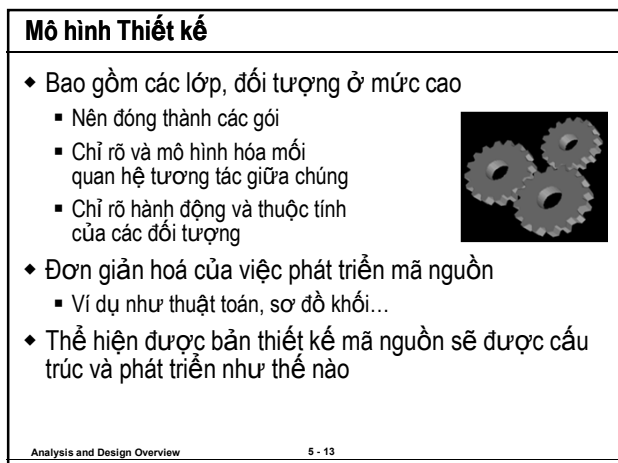 Mô hình Thiết kế
◆ Bao gồm các lớp, đối tượng ở mức cao
▪ Nên đóng thành các gói
▪ Chỉ rõ và mô hình hóa mối
quan hệ tương tác giữa chúng
▪ Chỉ rõ hành động và thuộc tính
của các đối tượng
◆ Đơn giản hoá của việc phát triển mã nguồn
▪ Ví dụ như thuật toán, sơ đồ khối…
◆ Thể hiện được bản thiết kế mã nguồn sẽ được cấu
trúc và phát triển như thế nào
Analysis and Design Overview 5 - 13